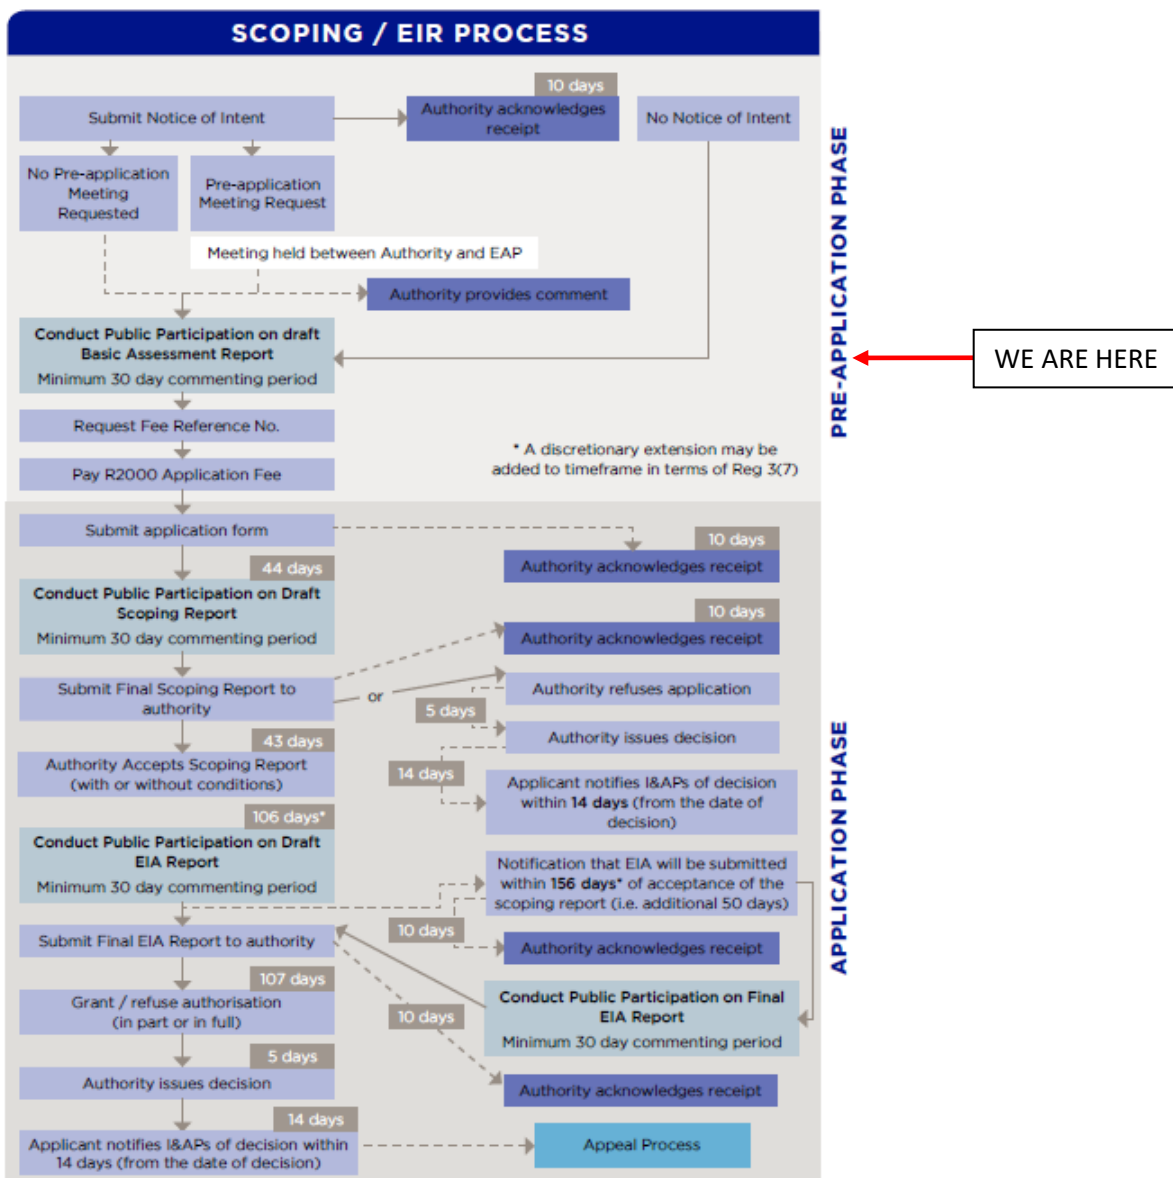 SCOPING / EIR PROCESS
10 days
Submit Notice of Intent
Authority acknowledges
receipt
No Notice of Intent
No Pre-application
Meeting
Requested
Pre-application
Meeting Request
Meeting held between Authority and EAP
Authority provides comment
Conduct Public Participation on draft
Basic Assessment Report
Minimum 30 day commenting period
Request Fee Reference No.
Pay R2000 Application Fee
* A discretionary extension may be
added to timeframe in terms of Reg 3(7)
PRE-APPLICATION PHASE
WE ARE HERE
Submit application form
10 days
Authority acknowledges receipt
44 days
Conduct Public Participation on Draft
Scoping Report
Minimum 30 day commenting period
10 days
Authority acknowledges receipt
Submit Final Scoping Report to
authority
or
Authority refuses application
5 days
Authority issues decision
43 days
Authority Accepts Scoping Report
(with or without conditions)
14 days
Applicant notifies I&APs of decision
within 14 days (from the date of
decision)
106 days*
Conduct Public Participation on Draft
EIA Report
Minimum 30 day commenting period
Notification that EIA will be submitted
within 156 days* of acceptance of the
scoping report (i.e. additional 50 days)
10 days
Authority acknowledges receipt
Submit Final EIA Report to authority
107 days
Grant / refuse authorisation
(in part or in full)
Conduct Public Participation on Final
EIA Report
Minimum 30 day commenting period
10 days
Authority acknowledges receipt
5 days
Authority issues decision
14 days
Applicant notifies I&APs of decision within
14 days (from the date of decision)
Appeal Process
APPLICATION PHASE